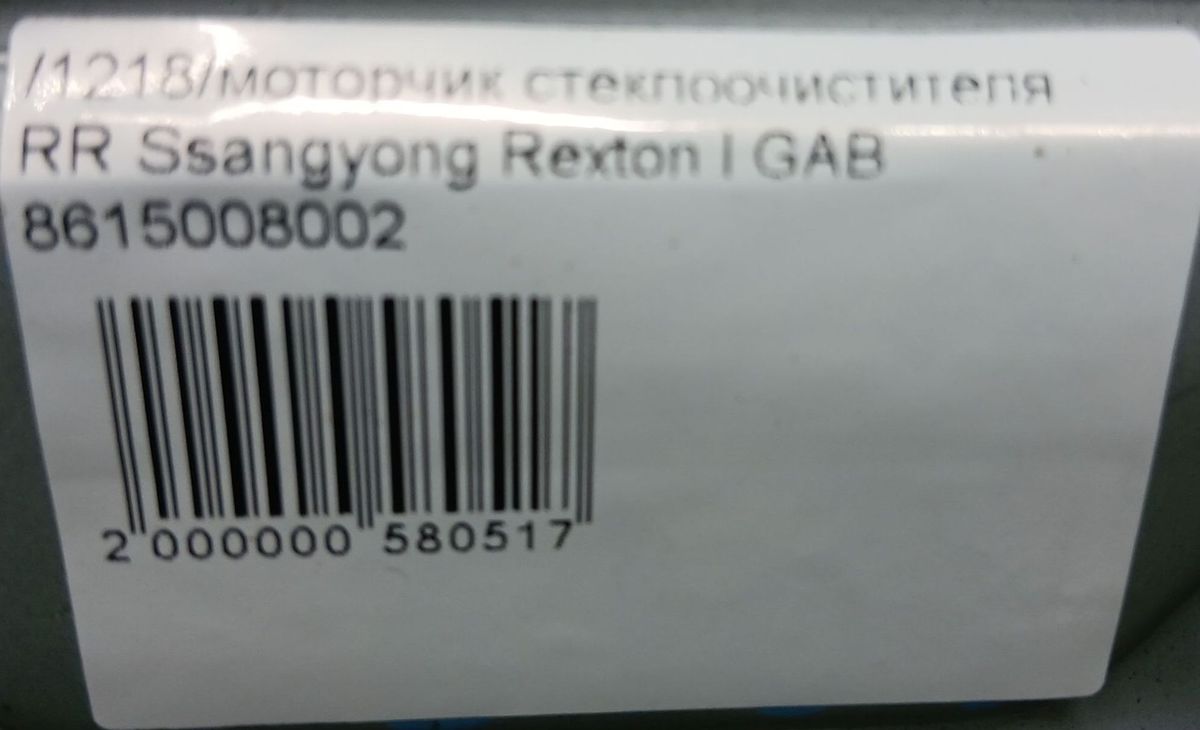 /1218/моторчик стеклоочистителя
RR Ssangyong Rexton I GAB
8615008002
2 000000 580517